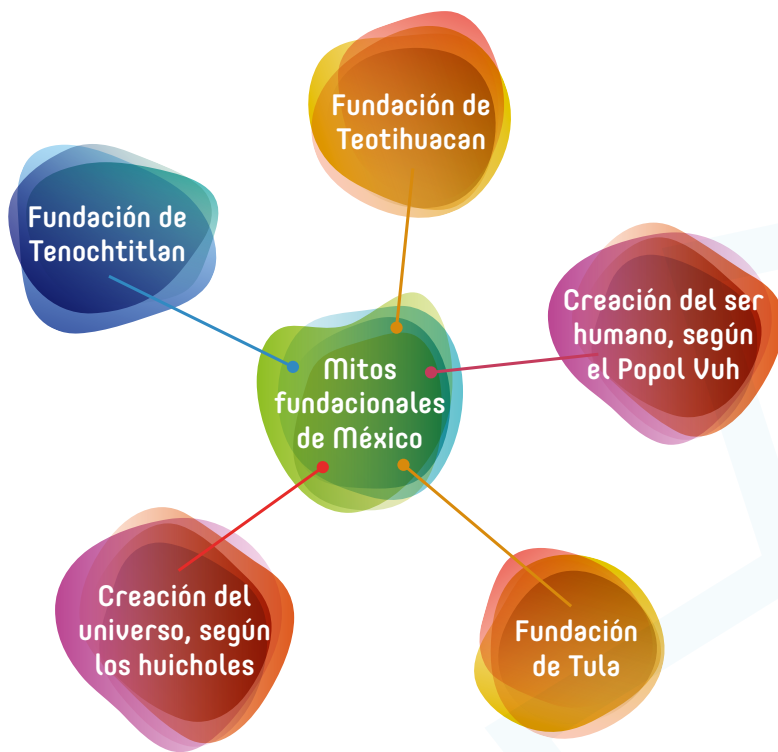 Fundación de
Teotihuacan
Fundación de
Tenochtitlan
Creación del ser
humano, según
el Popol Vuh
Mitos
fundacionales
de México
Creación del
universo, según
los huicholes
Fundación
de Tula